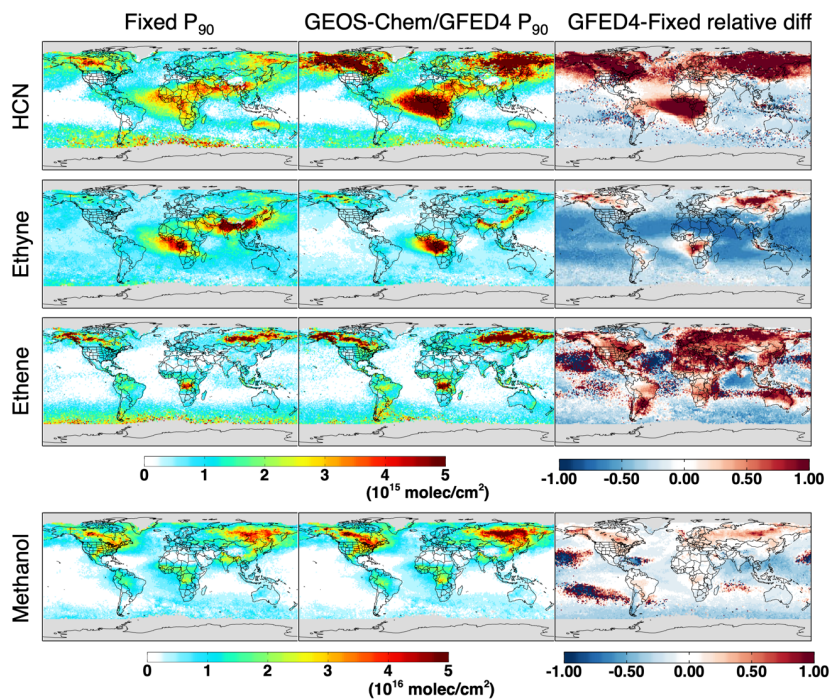 Fixed P90 GEOS-Chem/GFED4 P90 GFED4-Fixed relative diff
HCN
Ethyne
Ethene
0 1 2 3 4 5 -1.00 -0.50 0.00 0.50 1.00
(10^15 molec/cm^2)
Methanol
0 1 2 3 4 5 -1.00 -0.50 0.00 0.50 1.00
(10^16 molec/cm^2)